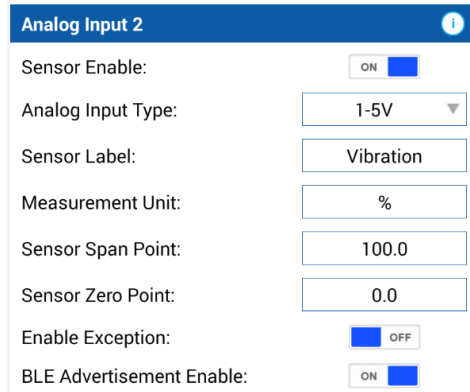 Analog Input 2 i
Sensor Enable: ON
Analog Input Type: 1-5V
Sensor Label: Vibration
Measurement Unit: %
Sensor Span Point: 100.0
Sensor Zero Point: 0.0
Enable Exception: OFF
BLE Advertisement Enable: ON